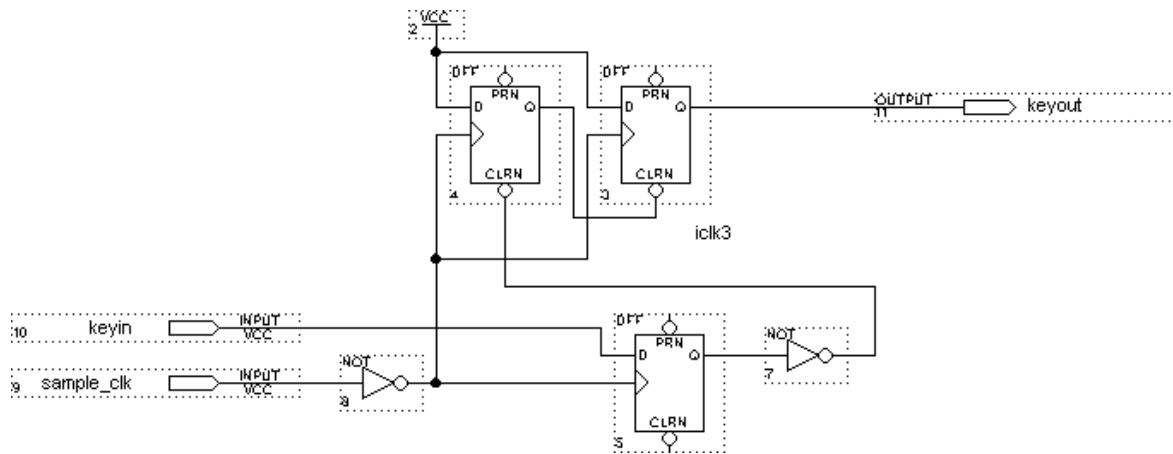 VCC
2
DFF
PRN
D
Q
CLRN
4
DFF
PRN
D
Q
CLRN
3
OUTPUT
11
keyout
iclk3
10
keyin
INPUT
VCC
9
sample_clk
INPUT
VCC
NOT
8
DFF
PRN
D
Q
CLRN
5
NOT
7